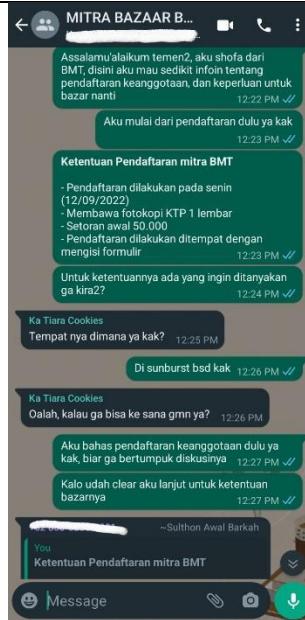 MITRA BAZAAR B...
Assalamu'alaikum temen2, aku shofa dari
BMT, disini aku mau sedikit infoin tentang
pendaftaran keanggotaan, dan keperluan untuk
bazar nanti
12:22 PM
Aku mulai dari pendaftaran dulu ya kak
12:23 PM
Ketentuan Pendaftaran mitra BMT
- Pendaftaran dilakukan pada senin
(12/09/2022)
- Membawa fotokopi KTP 1 lembar
- Setoran awal 50.000
- Pendaftaran dilakukan ditempat dengan
mengisi formulir
12:23 PM
Untuk ketentuannya ada yang ingin ditanyakan
ga kira2?
12:24 PM
Ka Tiara Cookies
Tempat nya dimana ya kak? 12:25 PM
Di sunburst bsd kak 12:26 PM
Ka Tiara Cookies
Oalah, kalau ga bisa ke sana gmn ya? 12:26 PM
Aku bahas pendaftaran keanggotaan dulu ya
kak, biar ga bertumpuk diskusinya 12:27 PM
Kalo udah clear aku lanjut untuk ketentuan
bazarnya
12:27 PM
~Sulthon Awal Barkah
You
Ketentuan Pendaftaran mitra BMT
Message